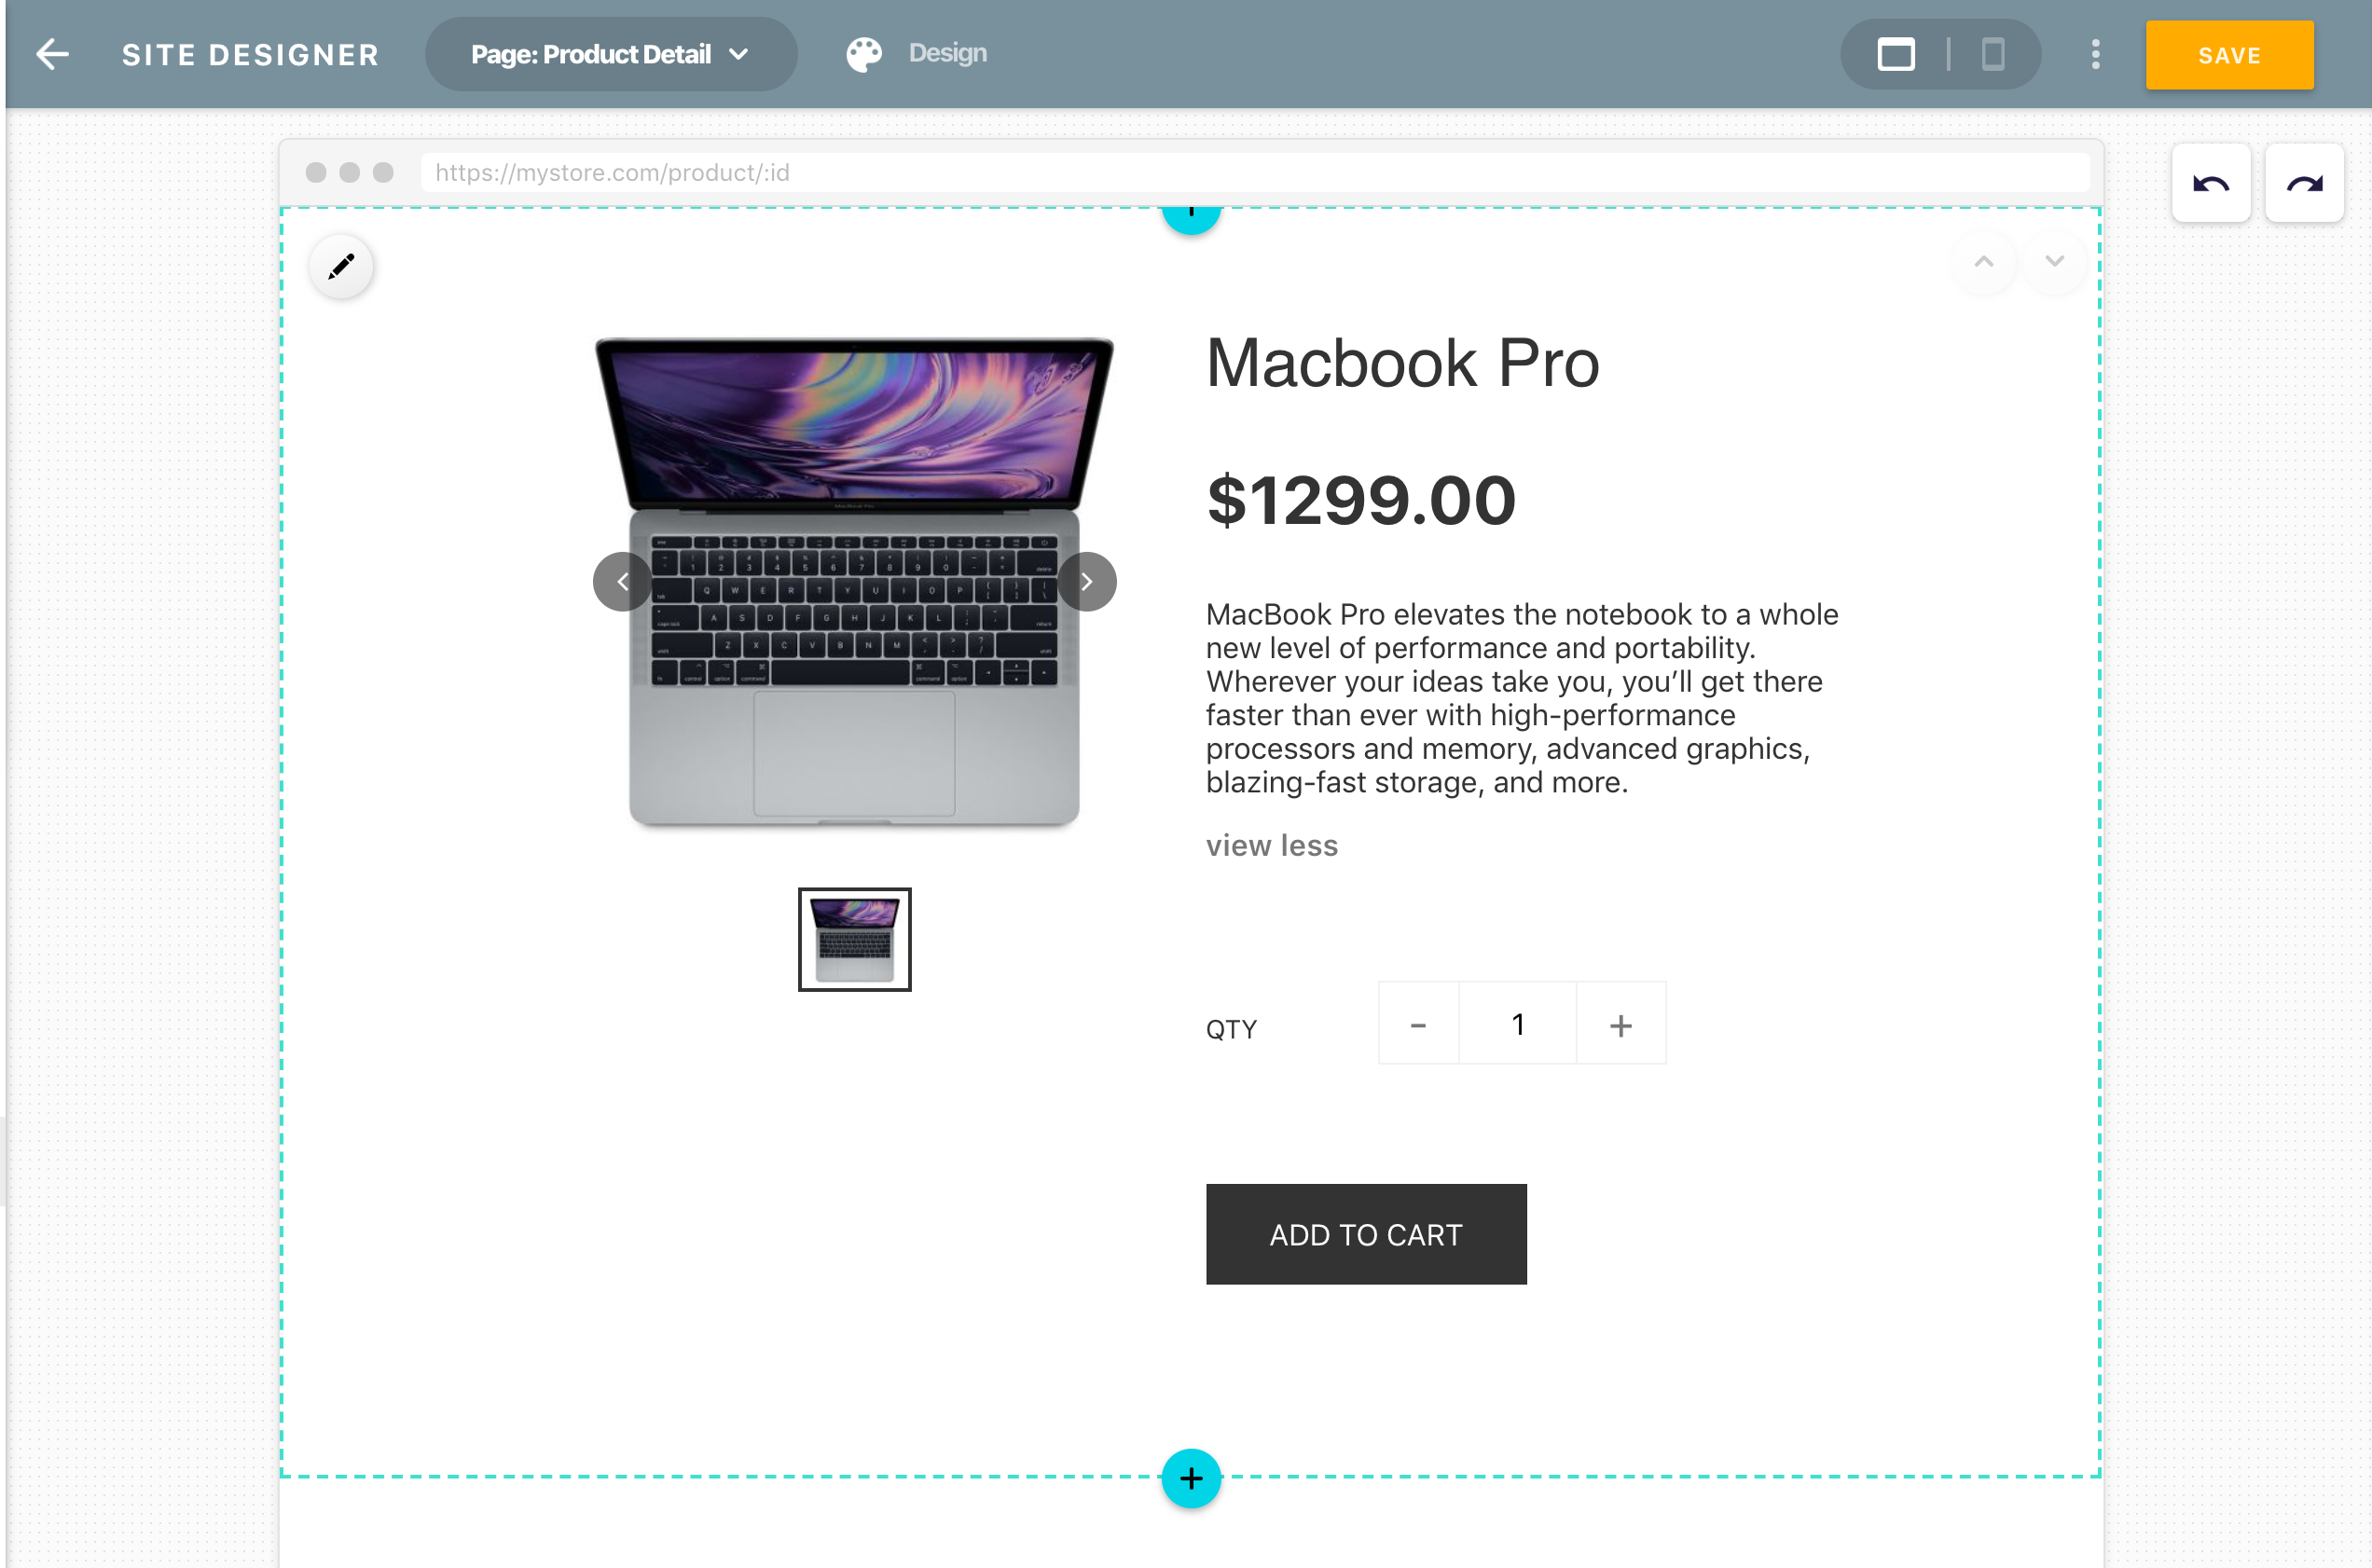 SITE DESIGNER
Page: Product Detail
Design
SAVE
https://mystore.com/product/:id
Macbook Pro
$1299.00
MacBook Pro elevates the notebook to a whole
new level of performance and portability.
Wherever your ideas take you, you’ll get there
faster than ever with high-performance
processors and memory, advanced graphics,
blazing-fast storage, and more.
view less
QTY
- 1 +
ADD TO CART